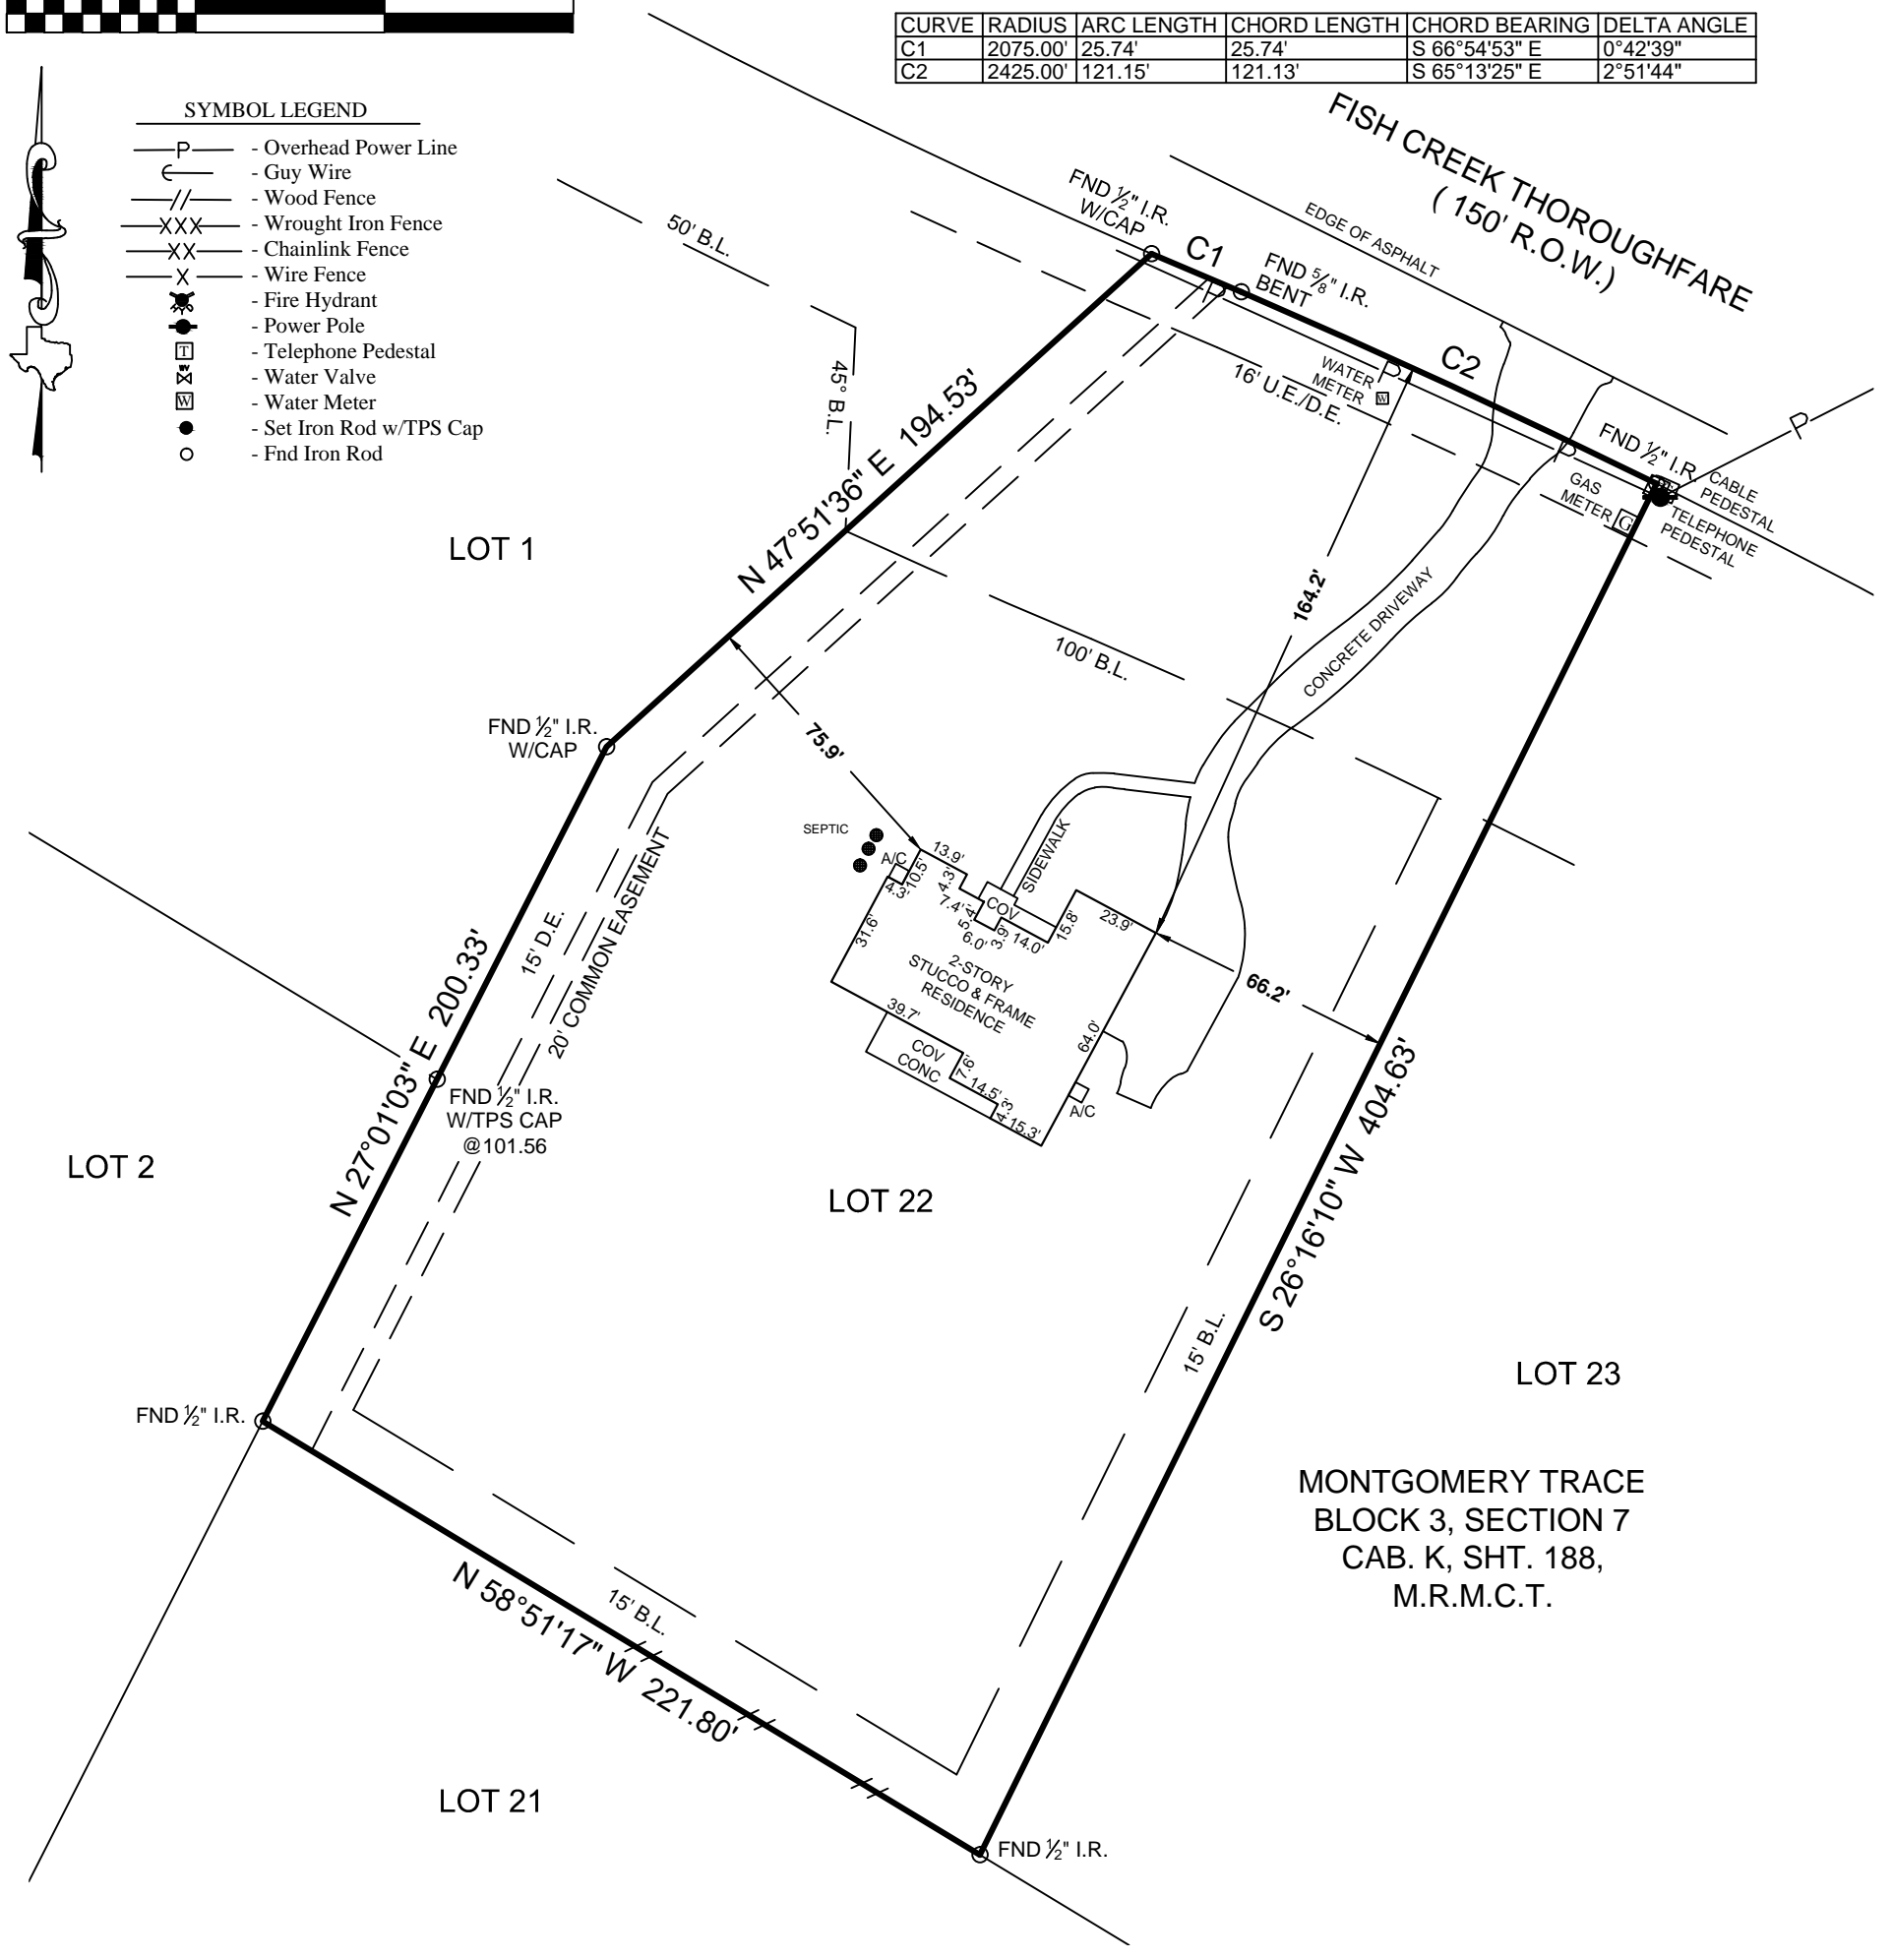 CURVE RADIUS ARC LENGTH CHORD LENGTH CHORD BEARING DELTA ANGLE
C1 2075.00' 25.74' 25.74' S 66°54'53" E 0°42'39"
C2 2425.00' 121.15' 121.13' S 65°13'25" E 2°51'44"
SYMBOL LEGEND
P - Overhead Power Line
- Guy Wire
// - Wood Fence
XXX - Wrought Iron Fence
XX - Chainlink Fence
X - Wire Fence
- Fire Hydrant
- Power Pole
T - Telephone Pedestal
WV - Water Valve
W - Water Meter
- Set Iron Rod w/TPS Cap
- Fnd Iron Rod
FISH CREEK THOROUGHFARE
( 150' R.O.W.)
EDGE OF ASPHALT
50' B.L.
45° B.L.
FND ½" I.R.
W/CAP
C1
FND ⅝" I.R.
BENT
P
C2
P
WATER
METER W
16' U.E./D.E.
P
P
FND ½" I.R.
CABLE
PEDESTAL
GAS
METER G
TELEPHONE
PEDESTAL
N 47°51'36" E 194.53'
LOT 1
164.2'
CONCRETE DRIVEWAY
100' B.L.
75.9'
FND ½" I.R.
W/CAP
SEPTIC
A/C
13.9'
10.5'
4.3'
4.3'
7.4'
5.4'
6.0'
3.9'
COV
14.0'
15.8'
23.9'
SIDEWALK
31.6'
2-STORY
STUCCO & FRAME
RESIDENCE
66.2'
39.7'
64.0'
COV
CONC
7.6'
14.5'
4.3'
15.3'
A/C
15' D.E.
20' COMMON EASEMENT
N 27°01'03" E 200.33'
FND ½" I.R.
W/TPS CAP
@101.56
LOT 2
LOT 22
S 26°16'10" W 404.63'
15' B.L.
LOT 23
FND ½" I.R.
MONTGOMERY TRACE
BLOCK 3, SECTION 7
CAB. K, SHT. 188,
M.R.M.C.T.
15' B.L.
N 58°51'17" W 221.80'
LOT 21
FND ½" I.R.